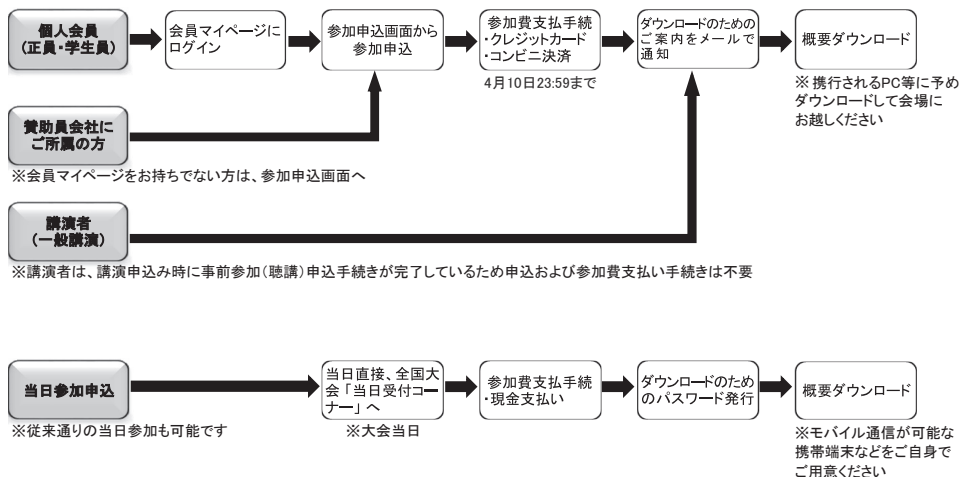 個人会員
(正員・学生員)
会員マイページに
ログイン
参加申込画面から
参加申込
参加費支払手続
・クレジットカード
・コンビニ決済
4月10日23:59まで
ダウンロードのための
ご案内をメールで
通知
概要ダウンロード
※携行されるPC等に予め
ダウンロードして会場に
お越しください
賛助員会社に
ご所属の方
※会員マイページをお持ちでない方は、参加申込画面へ
講演者
(一般講演)
※講演者は、講演申込み時に事前参加(聴講)申込手続きが完了しているため申込および参加費支払い手続きは不要
当日参加申込
※従来通りの当日参加も可能です
当日直接、全国大
会「当日受付コー
ナー」へ
※大会当日
参加費支払手続
・現金支払い
ダウンロードのため
のパスワード発行
概要ダウンロード
※モバイル通信が可能な
携帯端末などをご自身で
ご用意ください